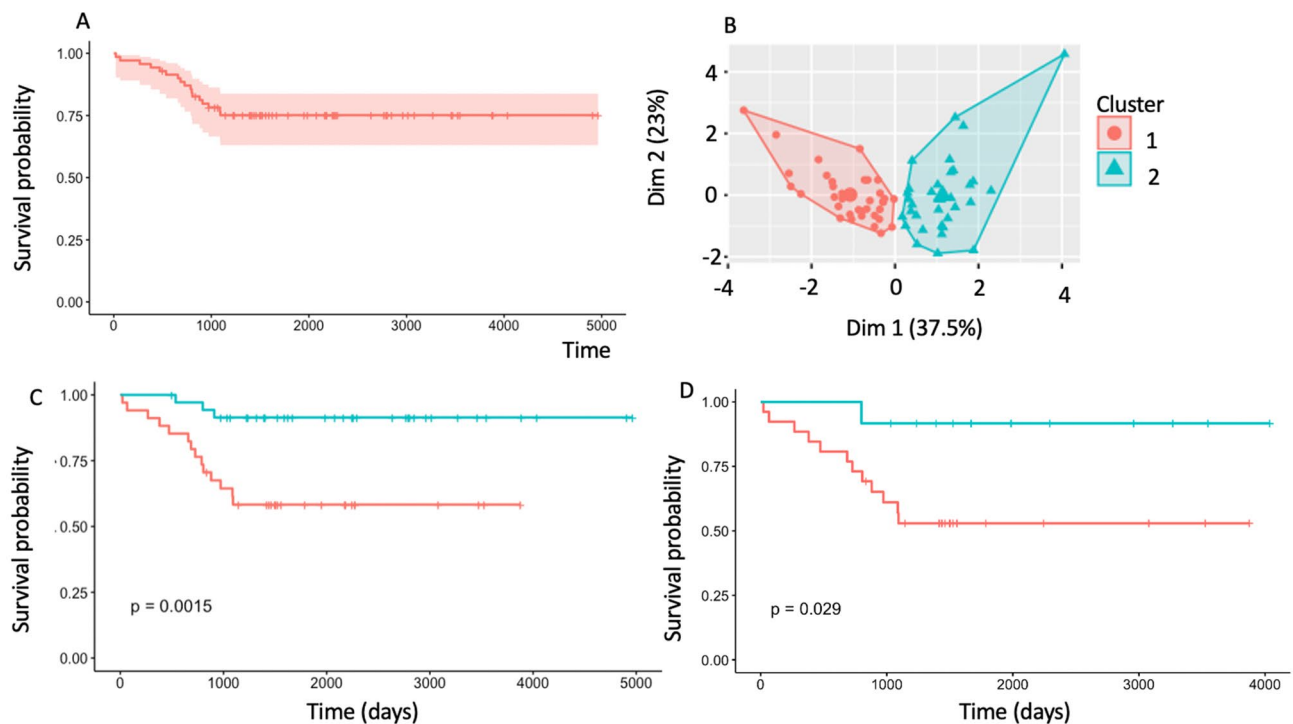 A
Survival probability
1.00
0.75
0.50
0.25
0.00
0 1000 2000 3000 4000 5000
Time
B
Dim 2 (23%)
4
2
0
-2
-4 -2 0 2 4
Dim 1 (37.5%)
Cluster
1
2
C
Survival probability
1.00
0.75
0.50
0.25
0.00
p = 0.0015
0 1000 2000 3000 4000 5000
Time (days)
D
Survival probability
1.00
0.75
0.50
0.25
0.00
p = 0.029
0 1000 2000 3000 4000
Time (days)